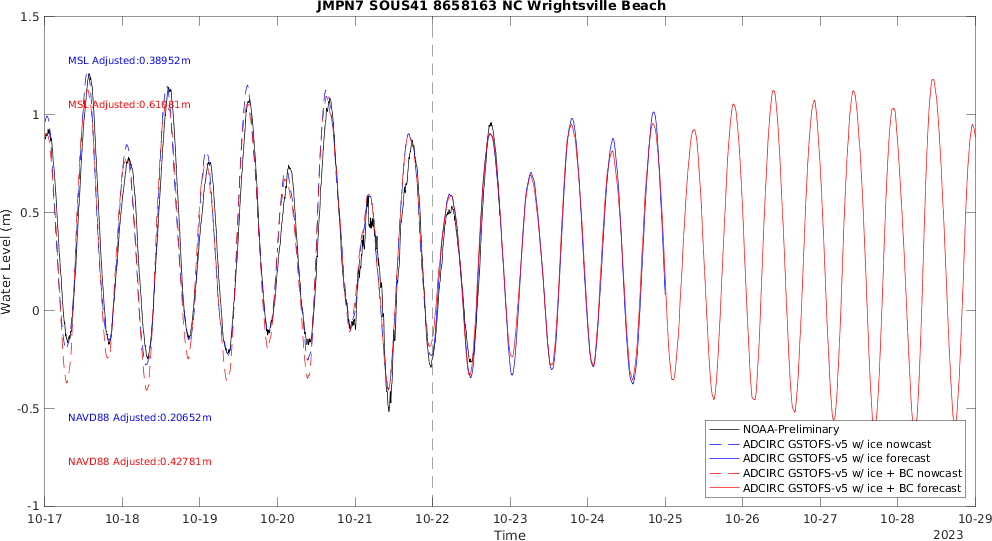 JMPN7 SOUS41 8658163 NC Wrightsville Beach
1.5
1
0.5
0
-0.5
-1
Water Level (m)
MSL Adjusted:0.38952m
MSL Adjusted:0.61081m
NAVD88 Adjusted:0.20652m
NAVD88 Adjusted:0.42781m
NOAA-Preliminary
ADCIRC GSTOFS-v5 w/ ice nowcast
ADCIRC GSTOFS-v5 w/ ice forecast
ADCIRC GSTOFS-v5 w/ ice + BC nowcast
ADCIRC GSTOFS-v5 w/ ice + BC forecast
10-17 10-18 10-19 10-20 10-21 10-22 10-23 10-24 10-25 10-26 10-27 10-28 10-29
Time
2023